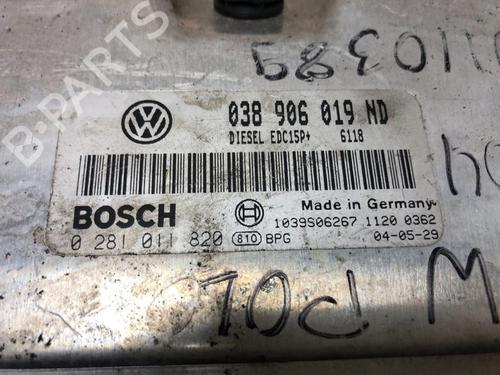 B-PARTS
110389
038 906 019 ND
DIESEL EDC15P+ 6118
BOSCH
Made in Germany
1039S06267 1120 0362
0 281 011 820 810 BPG 04-05-29